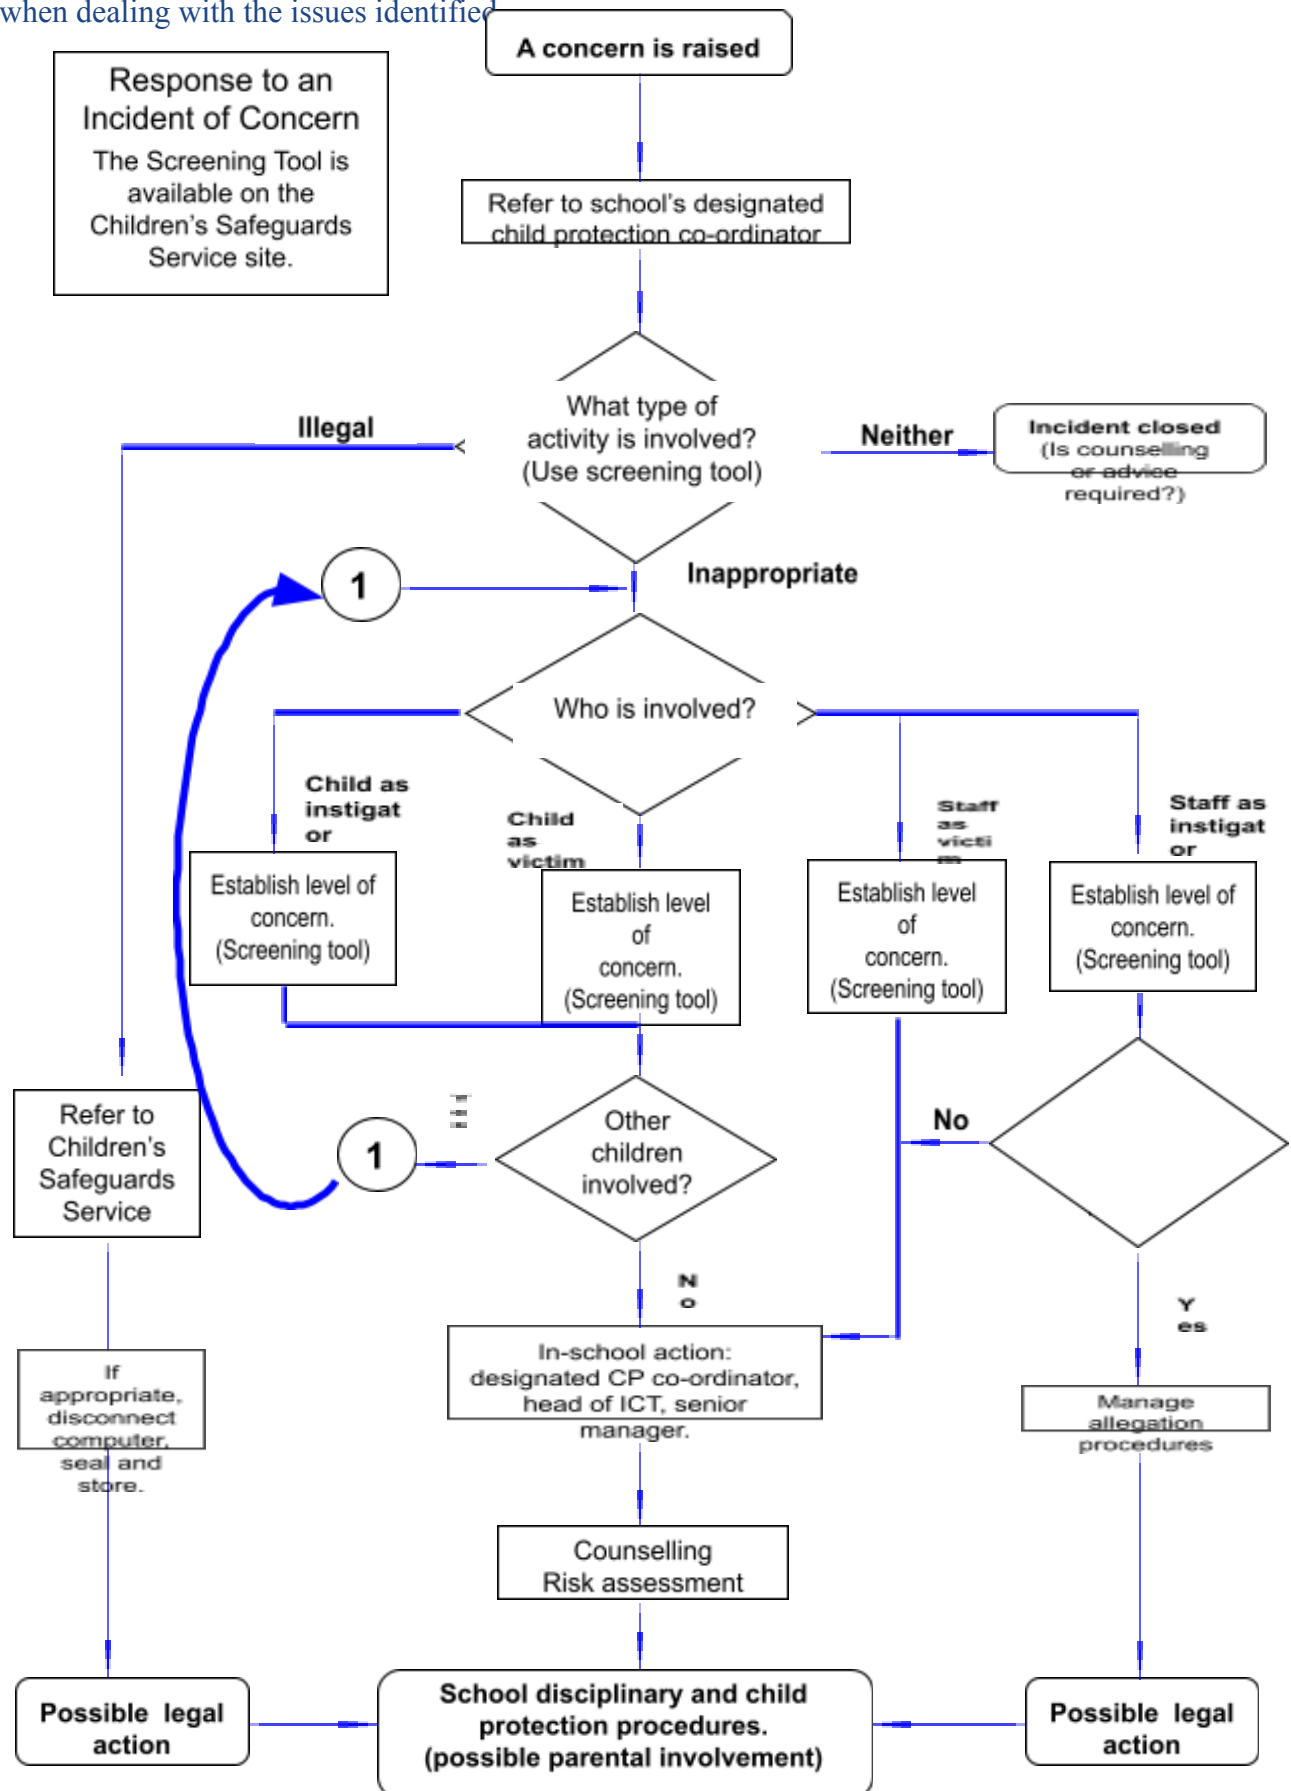 when dealing with the issues identified
A concern is raised
Response to an
Incident of Concern
The Screening Tool is
available on the
Children’s Safeguards
Service site.
Refer to school’s designated
child protection co-ordinator
What type of
activity is involved?
(Use screening tool)
Illegal
Neither
Incident closed
(Is counselling
or advice
required?)
Inappropriate
1
Who is involved?
Child as
instigat
or
Child
as
victim
Staff
as
victi
m
Staff as
instigat
or
Establish level of
concern.
(Screening tool)
Establish level
of
concern.
(Screening tool)
Establish level
of
concern.
(Screening tool)
Establish level of
concern.
(Screening tool)
Refer to
Children’s
Safeguards
Service
1
Other
children
involved?
No
N
o
Y
es
If
appropriate,
disconnect
computer,
seal and
store.
In-school action:
designated CP co-ordinator,
head of ICT, senior
manager.
Manage
allegation
procedures
Counselling
Risk assessment
Possible legal
action
School disciplinary and child
protection procedures.
(possible parental involvement)
Possible legal
action